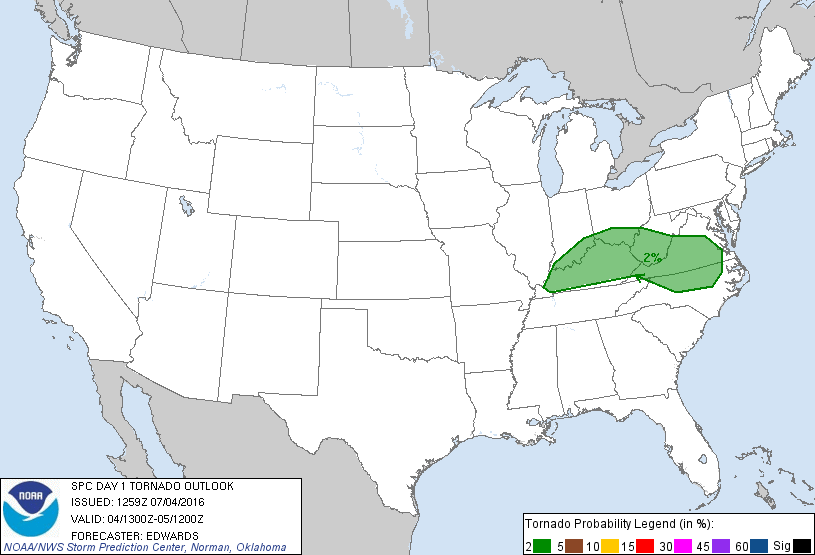 2%
SPC DAY 1 TORNADO OUTLOOK
ISSUED: 1259Z 07/04/2016
VALID: 04/1300Z-05/1200Z
FORECASTER: EDWARDS
NOAA/NWS Storm Prediction Center, Norman, Oklahoma
NOAA
Tornado Probability Legend (in %):
2 5 10 15 30 45 60 Sig